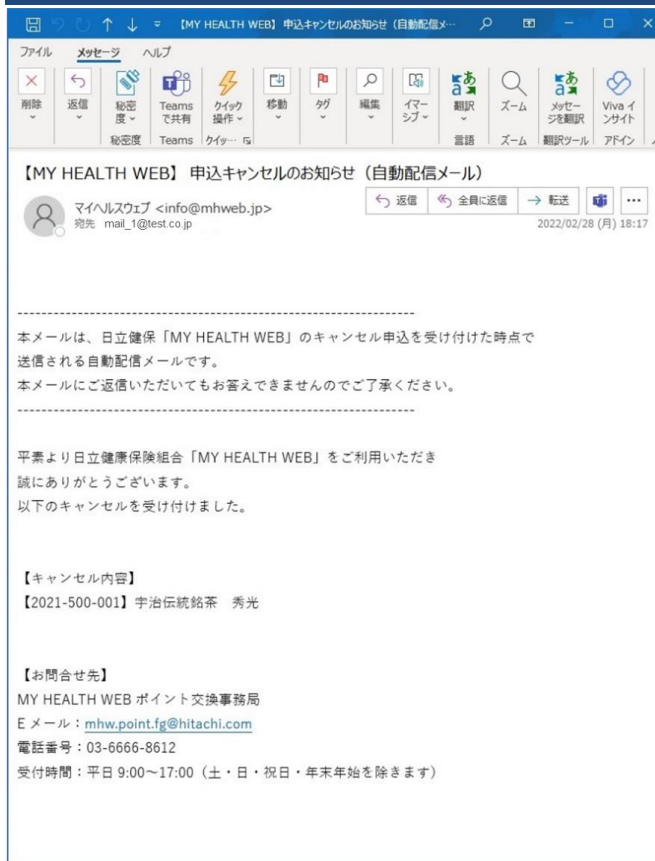 【MY HEALTH WEB】 申込キャンセルのお知らせ（自動配信メ…
ファイル メッセージ ヘルプ
削除 返信 秘密度 Teams で共有 クイック操作 移動 タグ 編集 イマーシブ 翻訳 ズーム メッセージを翻訳 Viva インサイト
秘密度 Teams クイッ… 言語 ズーム 翻訳ツール アドイン
【MY HEALTH WEB】 申込キャンセルのお知らせ（自動配信メール）
マイヘルスウェブ <info@mhweb.jp>
返信 全員に返信 転送 …
宛先 mail_1@test.co.jp
2022/02/28 (月) 18:17
------------------------------------------------------------------
本メールは、日立健保「MY HEALTH WEB」のキャンセル申込を受け付けた時点で
送信される自動配信メールです。
本メールにご返信いただいてもお答えできませんのでご了承ください。
------------------------------------------------------------------
平素より日立健康保険組合「MY HEALTH WEB」をご利用いただき
誠にありがとうございます。
以下のキャンセルを受け付けました。
【キャンセル内容】
【2021-500-001】宇治伝統銘茶　秀光
【お問合せ先】
MY HEALTH WEB ポイント交換事務局
E メール：mhw.point.fg@hitachi.com
電話番号：03-6666-8612
受付時間：平日 9:00～17:00（土・日・祝日・年末年始を除きます）